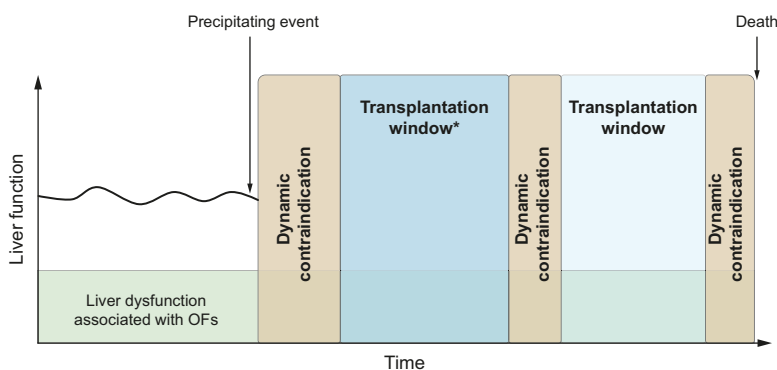 Precipitating event
Death
Liver function
Dynamic
contraindication
Transplantation
window*
Dynamic
contraindication
Transplantation
window
Dynamic
contraindication
Liver dysfunction
associated with OFs
Time